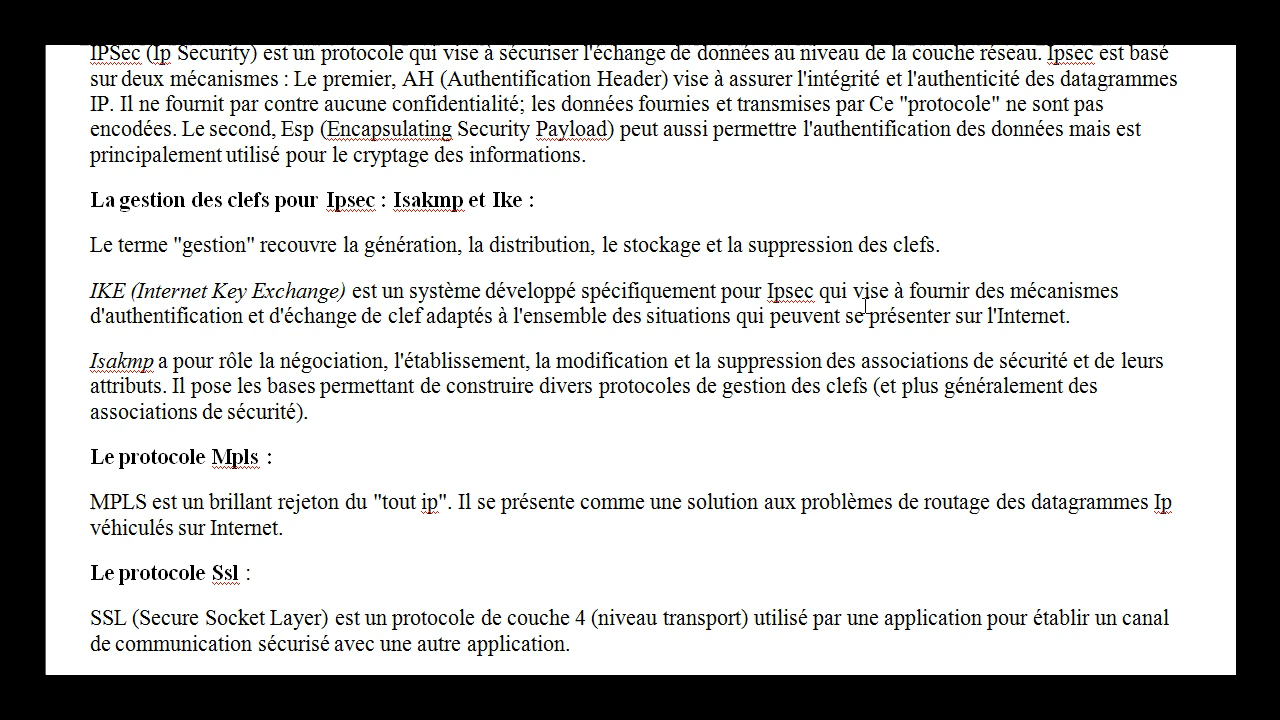 IPSec (Ip Security) est un protocole qui vise à sécuriser l'échange de données au niveau de la couche réseau. Ipsec est basé
sur deux mécanismes : Le premier, AH (Authentification Header) vise à assurer l'intégrité et l'authenticité des datagrammes
IP. Il ne fournit par contre aucune confidentialité; les données fournies et transmises par Ce "protocole" ne sont pas
encodées. Le second, Esp (Encapsulating Security Payload) peut aussi permettre l'authentification des données mais est
principalement utilisé pour le cryptage des informations.
La gestion des clefs pour Ipsec : Isakmp et Ike :
Le terme "gestion" recouvre la génération, la distribution, le stockage et la suppression des clefs.
IKE (Internet Key Exchange) est un système développé spécifiquement pour Ipsec qui vise à fournir des mécanismes
d'authentification et d'échange de clef adaptés à l'ensemble des situations qui peuvent se présenter sur l'Internet.
Isakmp a pour rôle la négociation, l'établissement, la modification et la suppression des associations de sécurité et de leurs
attributs. Il pose les bases permettant de construire divers protocoles de gestion des clefs (et plus généralement des
associations de sécurité).
Le protocole Mpls :
MPLS est un brillant rejeton du "tout ip". Il se présente comme une solution aux problèmes de routage des datagrammes Ip
véhiculés sur Internet.
Le protocole Ssl :
SSL (Secure Socket Layer) est un protocole de couche 4 (niveau transport) utilisé par une application pour établir un canal
de communication sécurisé avec une autre application.